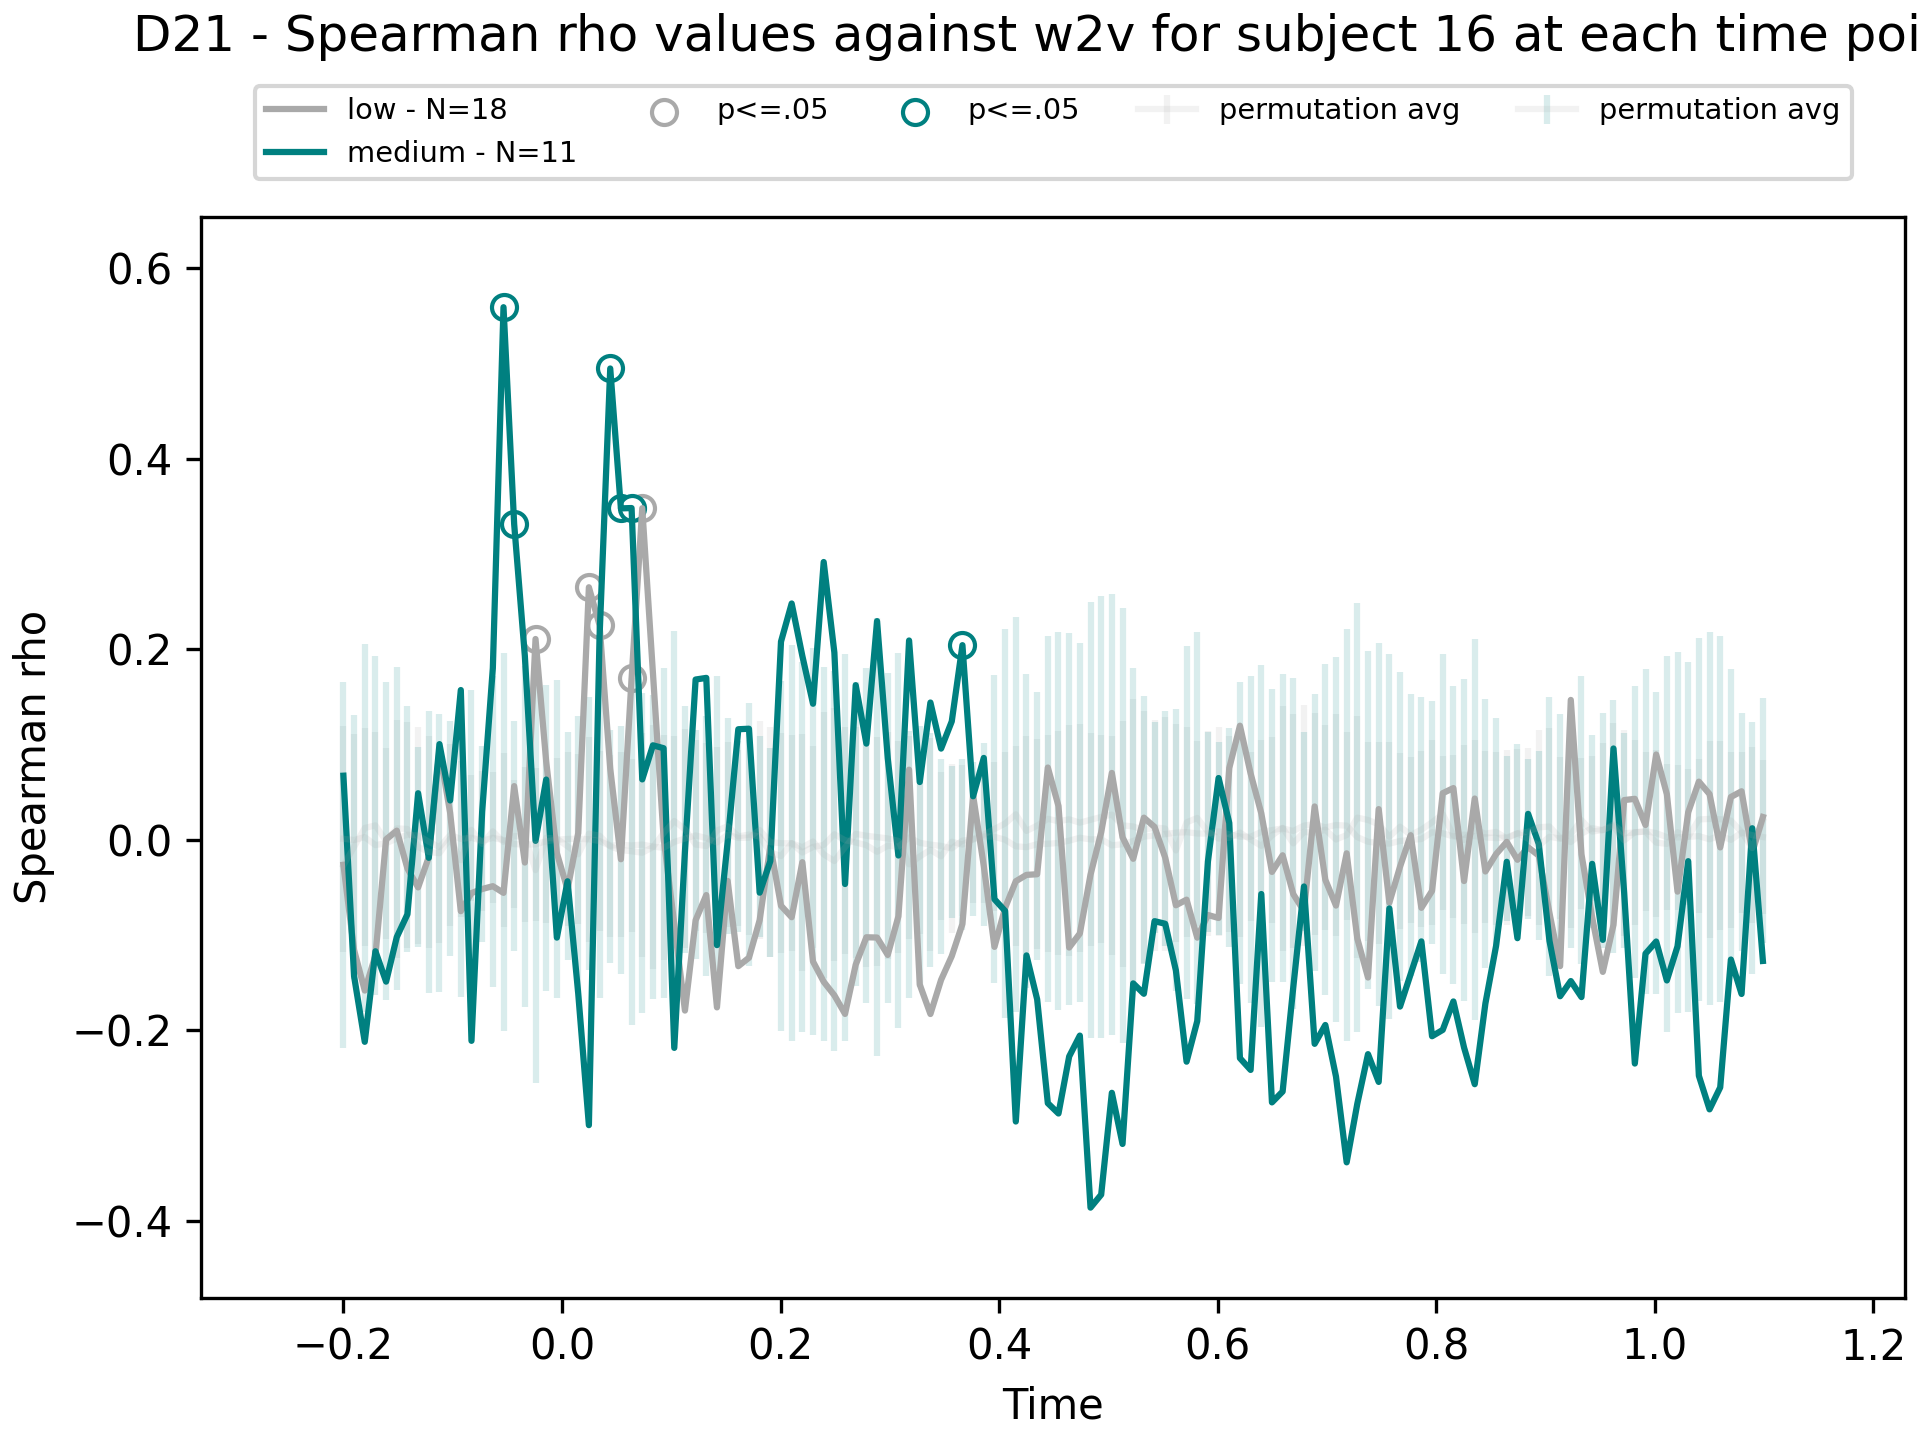 D21 - Spearman rho values against w2v for subject 16 at each time poi
low - N=18
medium - N=11
p<=.05
p<=.05
permutation avg
permutation avg
Spearman rho
0.6
0.4
0.2
0.0
−0.2
−0.4
−0.2
0.0
0.2
0.4
0.6
0.8
1.0
1.2
Time